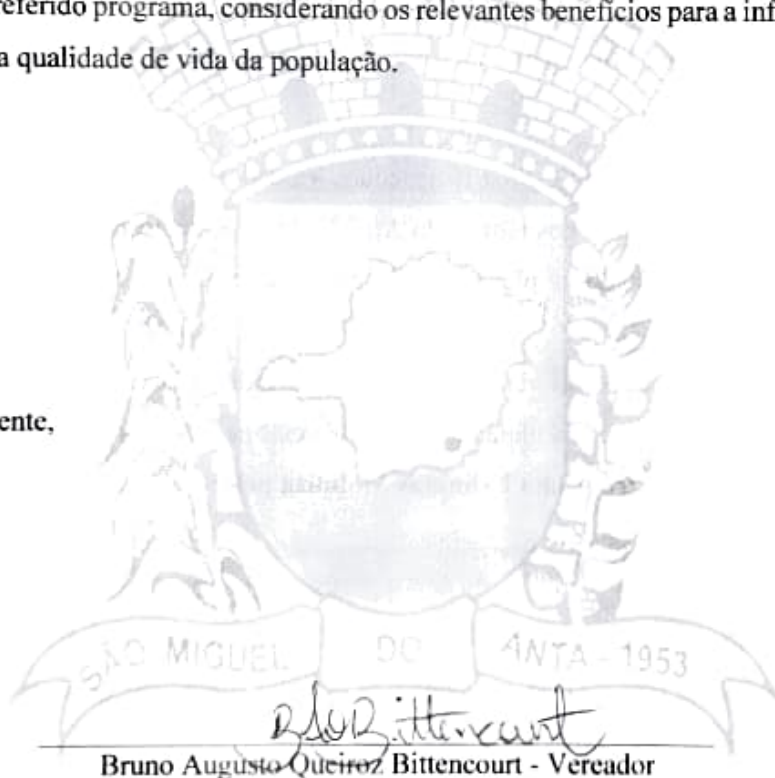 eferido programa, considerando os relevantes benefícios para a inf
a qualidade de vida da população.
ente,
SÃO MIGUEL DO ANTA - 1953
Bruno Augusto Queiroz Bittencourt - Vereador